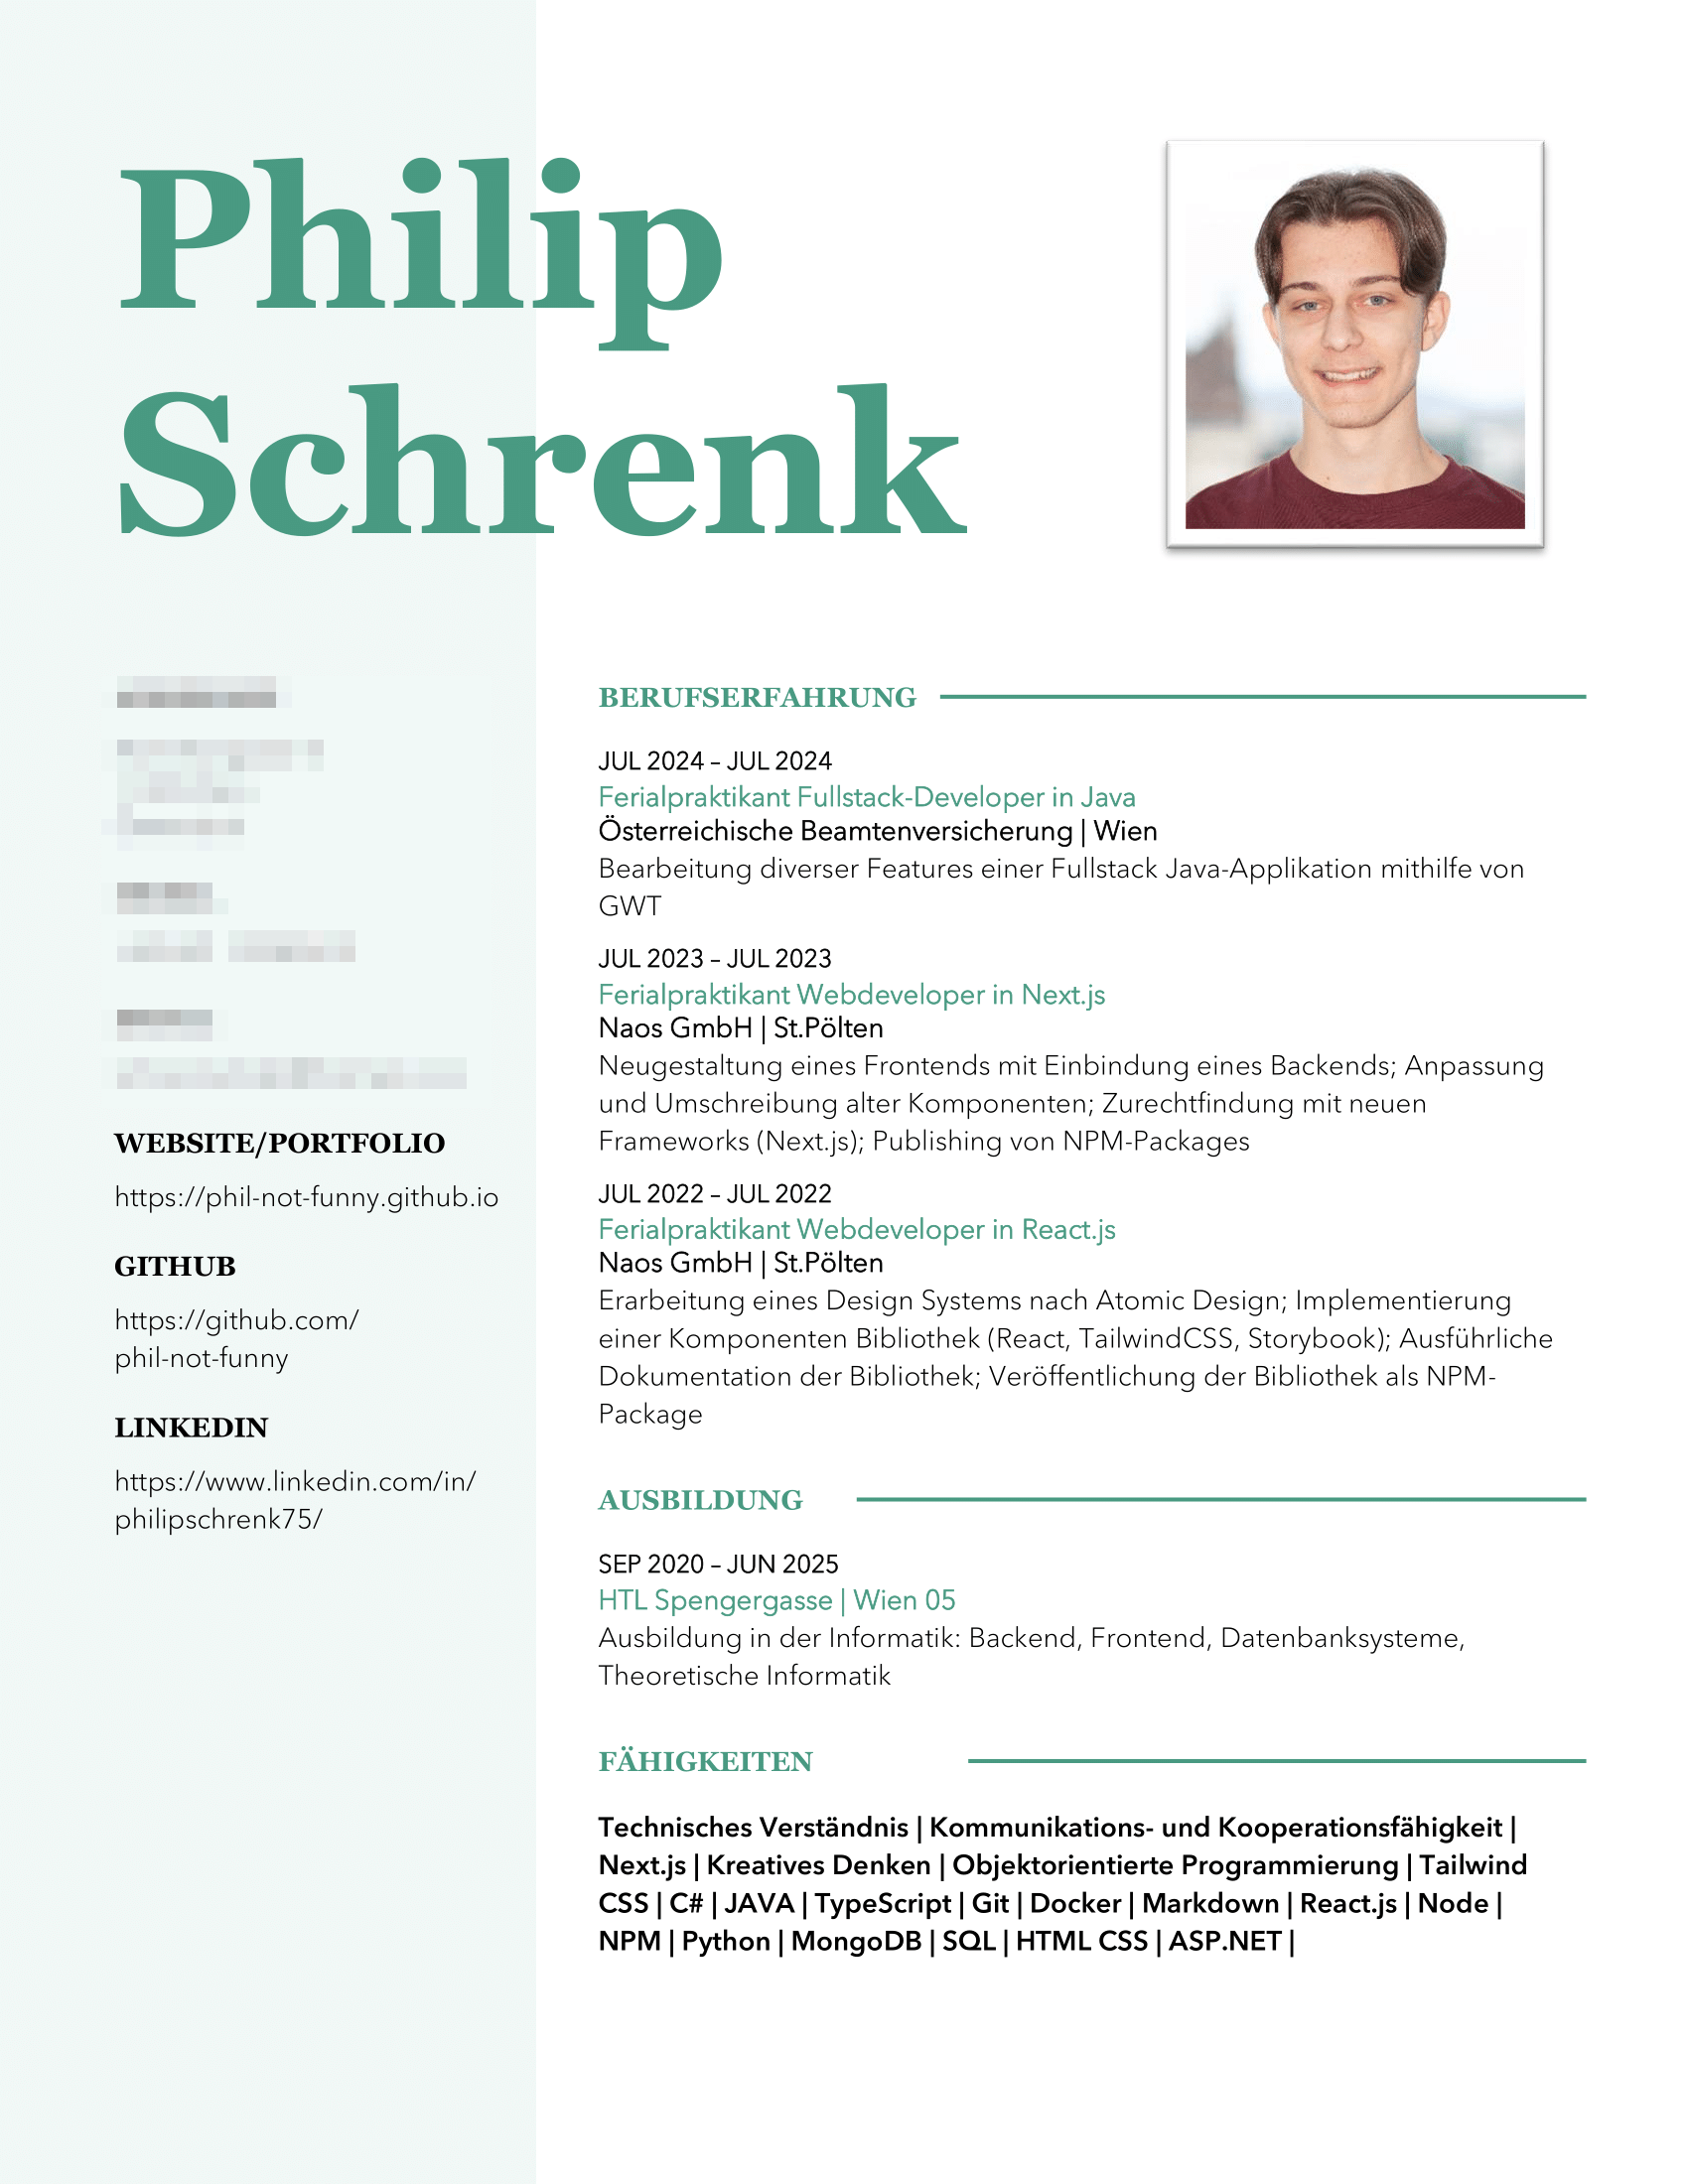 Philip
Schrenk
WEBSITE/PORTFOLIO
https://phil-not-funny.github.io
GITHUB
https://github.com/
phil-not-funny
LINKEDIN
https://www.linkedin.com/in/
philipschrenk75/
BERUFSERFAHRUNG
JUL 2024 – JUL 2024
Ferialpraktikant Fullstack-Developer in Java
Österreichische Beamtenversicherung | Wien
Bearbeitung diverser Features einer Fullstack Java-Applikation mithilfe von
GWT
JUL 2023 – JUL 2023
Ferialpraktikant Webdeveloper in Next.js
Naos GmbH | St.Pölten
Neugestaltung eines Frontends mit Einbindung eines Backends; Anpassung
und Umschreibung alter Komponenten; Zurechtfindung mit neuen
Frameworks (Next.js); Publishing von NPM-Packages
JUL 2022 – JUL 2022
Ferialpraktikant Webdeveloper in React.js
Naos GmbH | St.Pölten
Erarbeitung eines Design Systems nach Atomic Design; Implementierung
einer Komponenten Bibliothek (React, TailwindCSS, Storybook); Ausführliche
Dokumentation der Bibliothek; Veröffentlichung der Bibliothek als NPM-
Package
AUSBILDUNG
SEP 2020 – JUN 2025
HTL Spengergasse | Wien 05
Ausbildung in der Informatik: Backend, Frontend, Datenbanksysteme,
Theoretische Informatik
FÄHIGKEITEN
Technisches Verständnis | Kommunikations- und Kooperationsfähigkeit |
Next.js | Kreatives Denken | Objektorientierte Programmierung | Tailwind
CSS | C# | JAVA | TypeScript | Git | Docker | Markdown | React.js | Node |
NPM | Python | MongoDB | SQL | HTML CSS | ASP.NET |